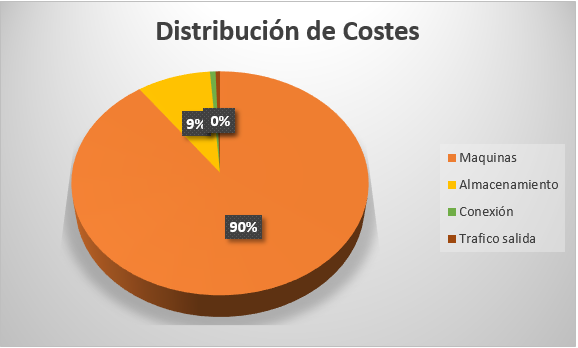 Distribución de Costes
9%
0%
90%
Maquinas
Almacenamiento
Conexión
Trafico salida